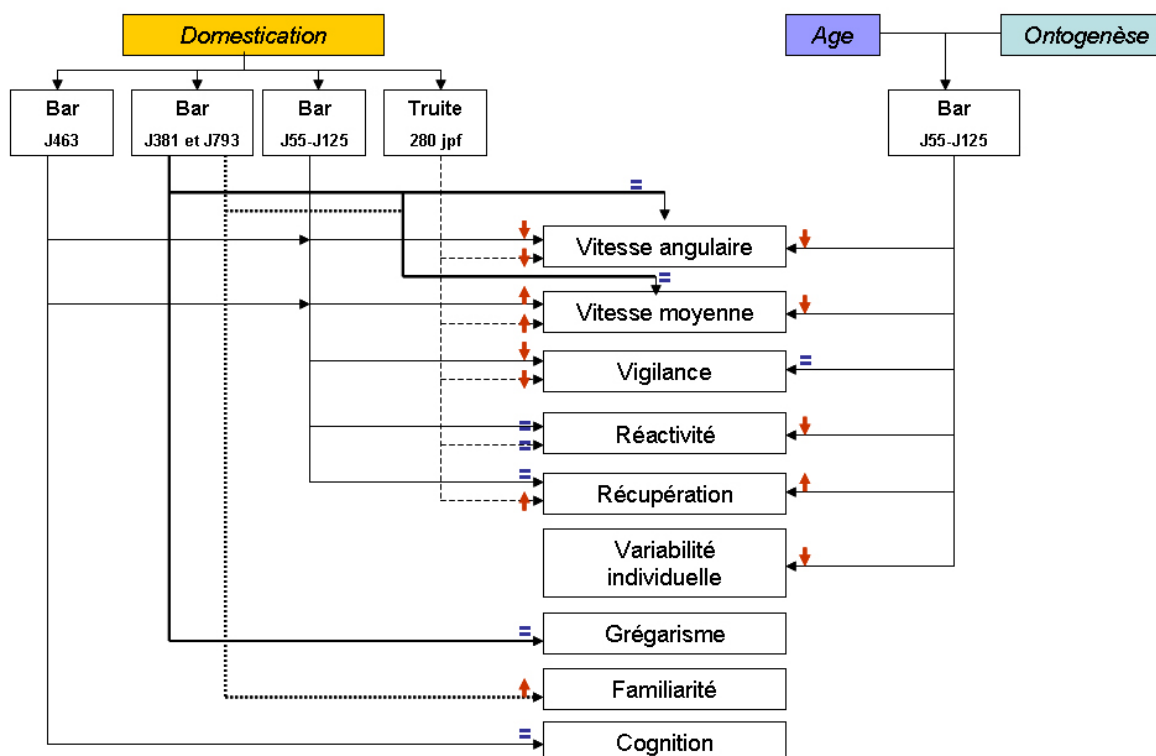 Domestication
Age
Ontogenèse
Bar
J463
Bar
J381 et J793
Bar
J55-J125
Truite
280 jpf
Bar
J55-J125
=
Vitesse angulaire
=
Vitesse moyenne
Vigilance
=
=
=
Réactivité
=
Récupération
Variabilité
individuelle
=
Grégarisme
Familiarité
=
Cognition